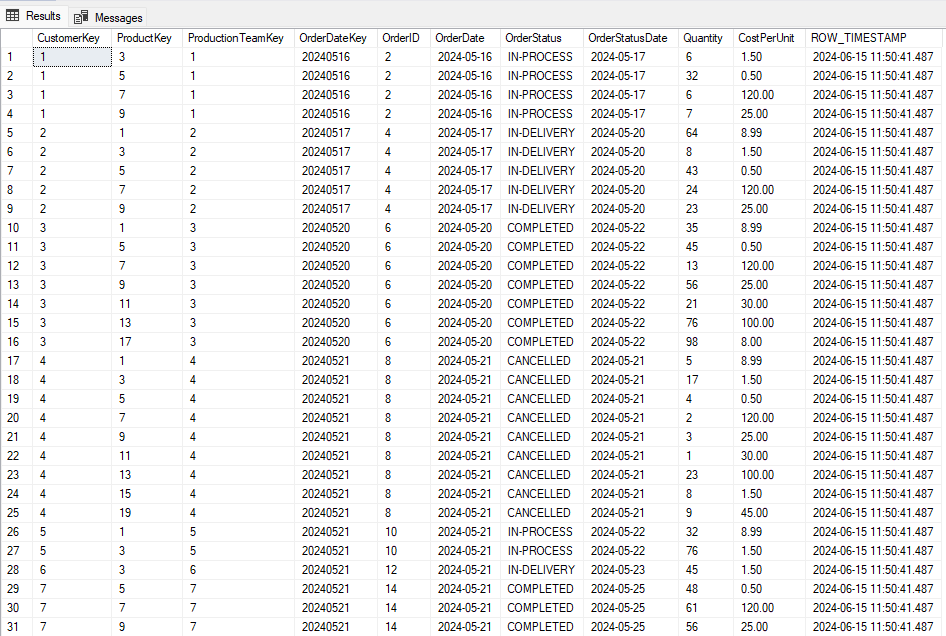 Results Messages
CustomerKey ProductKey ProductionTeamKey OrderDateKey OrderID OrderDate OrderStatus OrderStatusDate Quantity CostPerUnit ROW_TIMESTAMP
1 1 3 1 20240516 2 2024-05-16 IN-PROCESS 2024-05-17 6 1.50 2024-06-15 11:50:41.487
2 1 5 1 20240516 2 2024-05-16 IN-PROCESS 2024-05-17 32 0.50 2024-06-15 11:50:41.487
3 1 7 1 20240516 2 2024-05-16 IN-PROCESS 2024-05-17 6 120.00 2024-06-15 11:50:41.487
4 1 9 1 20240516 2 2024-05-16 IN-PROCESS 2024-05-17 7 25.00 2024-06-15 11:50:41.487
5 2 1 2 20240517 4 2024-05-17 IN-DELIVERY 2024-05-20 64 8.99 2024-06-15 11:50:41.487
6 2 3 2 20240517 4 2024-05-17 IN-DELIVERY 2024-05-20 8 1.50 2024-06-15 11:50:41.487
7 2 5 2 20240517 4 2024-05-17 IN-DELIVERY 2024-05-20 43 0.50 2024-06-15 11:50:41.487
8 2 7 2 20240517 4 2024-05-17 IN-DELIVERY 2024-05-20 24 120.00 2024-06-15 11:50:41.487
9 2 9 2 20240517 4 2024-05-17 IN-DELIVERY 2024-05-20 23 25.00 2024-06-15 11:50:41.487
10 3 1 3 20240520 6 2024-05-20 COMPLETED 2024-05-22 35 8.99 2024-06-15 11:50:41.487
11 3 5 3 20240520 6 2024-05-20 COMPLETED 2024-05-22 45 0.50 2024-06-15 11:50:41.487
12 3 7 3 20240520 6 2024-05-20 COMPLETED 2024-05-22 13 120.00 2024-06-15 11:50:41.487
13 3 9 3 20240520 6 2024-05-20 COMPLETED 2024-05-22 56 25.00 2024-06-15 11:50:41.487
14 3 11 3 20240520 6 2024-05-20 COMPLETED 2024-05-22 21 30.00 2024-06-15 11:50:41.487
15 3 13 3 20240520 6 2024-05-20 COMPLETED 2024-05-22 76 100.00 2024-06-15 11:50:41.487
16 3 17 3 20240520 6 2024-05-20 COMPLETED 2024-05-22 98 8.00 2024-06-15 11:50:41.487
17 4 1 4 20240521 8 2024-05-21 CANCELLED 2024-05-21 5 8.99 2024-06-15 11:50:41.487
18 4 3 4 20240521 8 2024-05-21 CANCELLED 2024-05-21 17 1.50 2024-06-15 11:50:41.487
19 4 5 4 20240521 8 2024-05-21 CANCELLED 2024-05-21 4 0.50 2024-06-15 11:50:41.487
20 4 7 4 20240521 8 2024-05-21 CANCELLED 2024-05-21 2 120.00 2024-06-15 11:50:41.487
21 4 9 4 20240521 8 2024-05-21 CANCELLED 2024-05-21 3 25.00 2024-06-15 11:50:41.487
22 4 11 4 20240521 8 2024-05-21 CANCELLED 2024-05-21 1 30.00 2024-06-15 11:50:41.487
23 4 13 4 20240521 8 2024-05-21 CANCELLED 2024-05-21 23 100.00 2024-06-15 11:50:41.487
24 4 15 4 20240521 8 2024-05-21 CANCELLED 2024-05-21 8 1.50 2024-06-15 11:50:41.487
25 4 19 4 20240521 8 2024-05-21 CANCELLED 2024-05-21 9 45.00 2024-06-15 11:50:41.487
26 5 1 5 20240521 10 2024-05-21 IN-PROCESS 2024-05-22 32 8.99 2024-06-15 11:50:41.487
27 5 3 5 20240521 10 2024-05-21 IN-PROCESS 2024-05-22 76 1.50 2024-06-15 11:50:41.487
28 6 3 6 20240521 12 2024-05-21 IN-DELIVERY 2024-05-23 45 1.50 2024-06-15 11:50:41.487
29 7 5 7 20240521 14 2024-05-21 COMPLETED 2024-05-25 48 0.50 2024-06-15 11:50:41.487
30 7 7 7 20240521 14 2024-05-21 COMPLETED 2024-05-25 61 120.00 2024-06-15 11:50:41.487
31 7 9 7 20240521 14 2024-05-21 COMPLETED 2024-05-25 56 25.00 2024-06-15 11:50:41.487